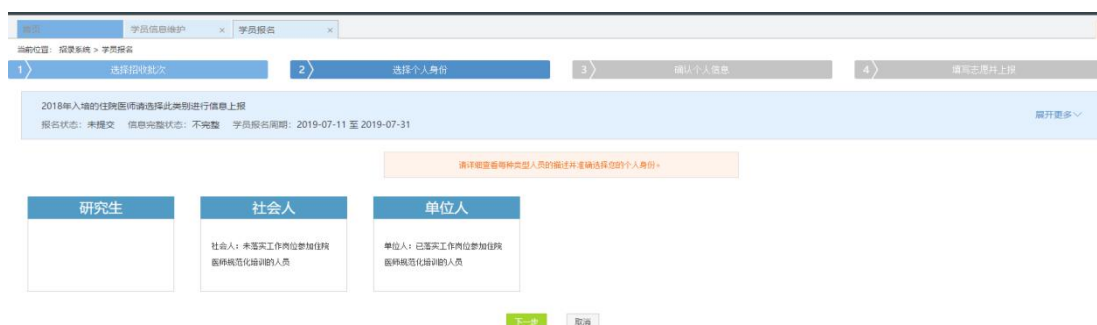 首页 学员信息维护 × 学员报名 ×
当前位置: 招录系统 > 学员报名
1 选择招收批次 2 选择个人身份 3 确认个人信息 4 填写志愿并上报
2018年入培的住院医师请选择此类别进行信息上报
报名状态: 未提交 信息完整状态: 不完整 学员报名周期: 2019-07-11 至 2019-07-31
展开更多
请详细查看每种类型人员的描述并准确选择您的个人身份。
研究生 社会人 单位人
社会人: 未落实工作岗位参加住院 单位人: 已落实工作岗位参加住院
医师规范化培训的人员 医师规范化培训的人员
下一步 取消